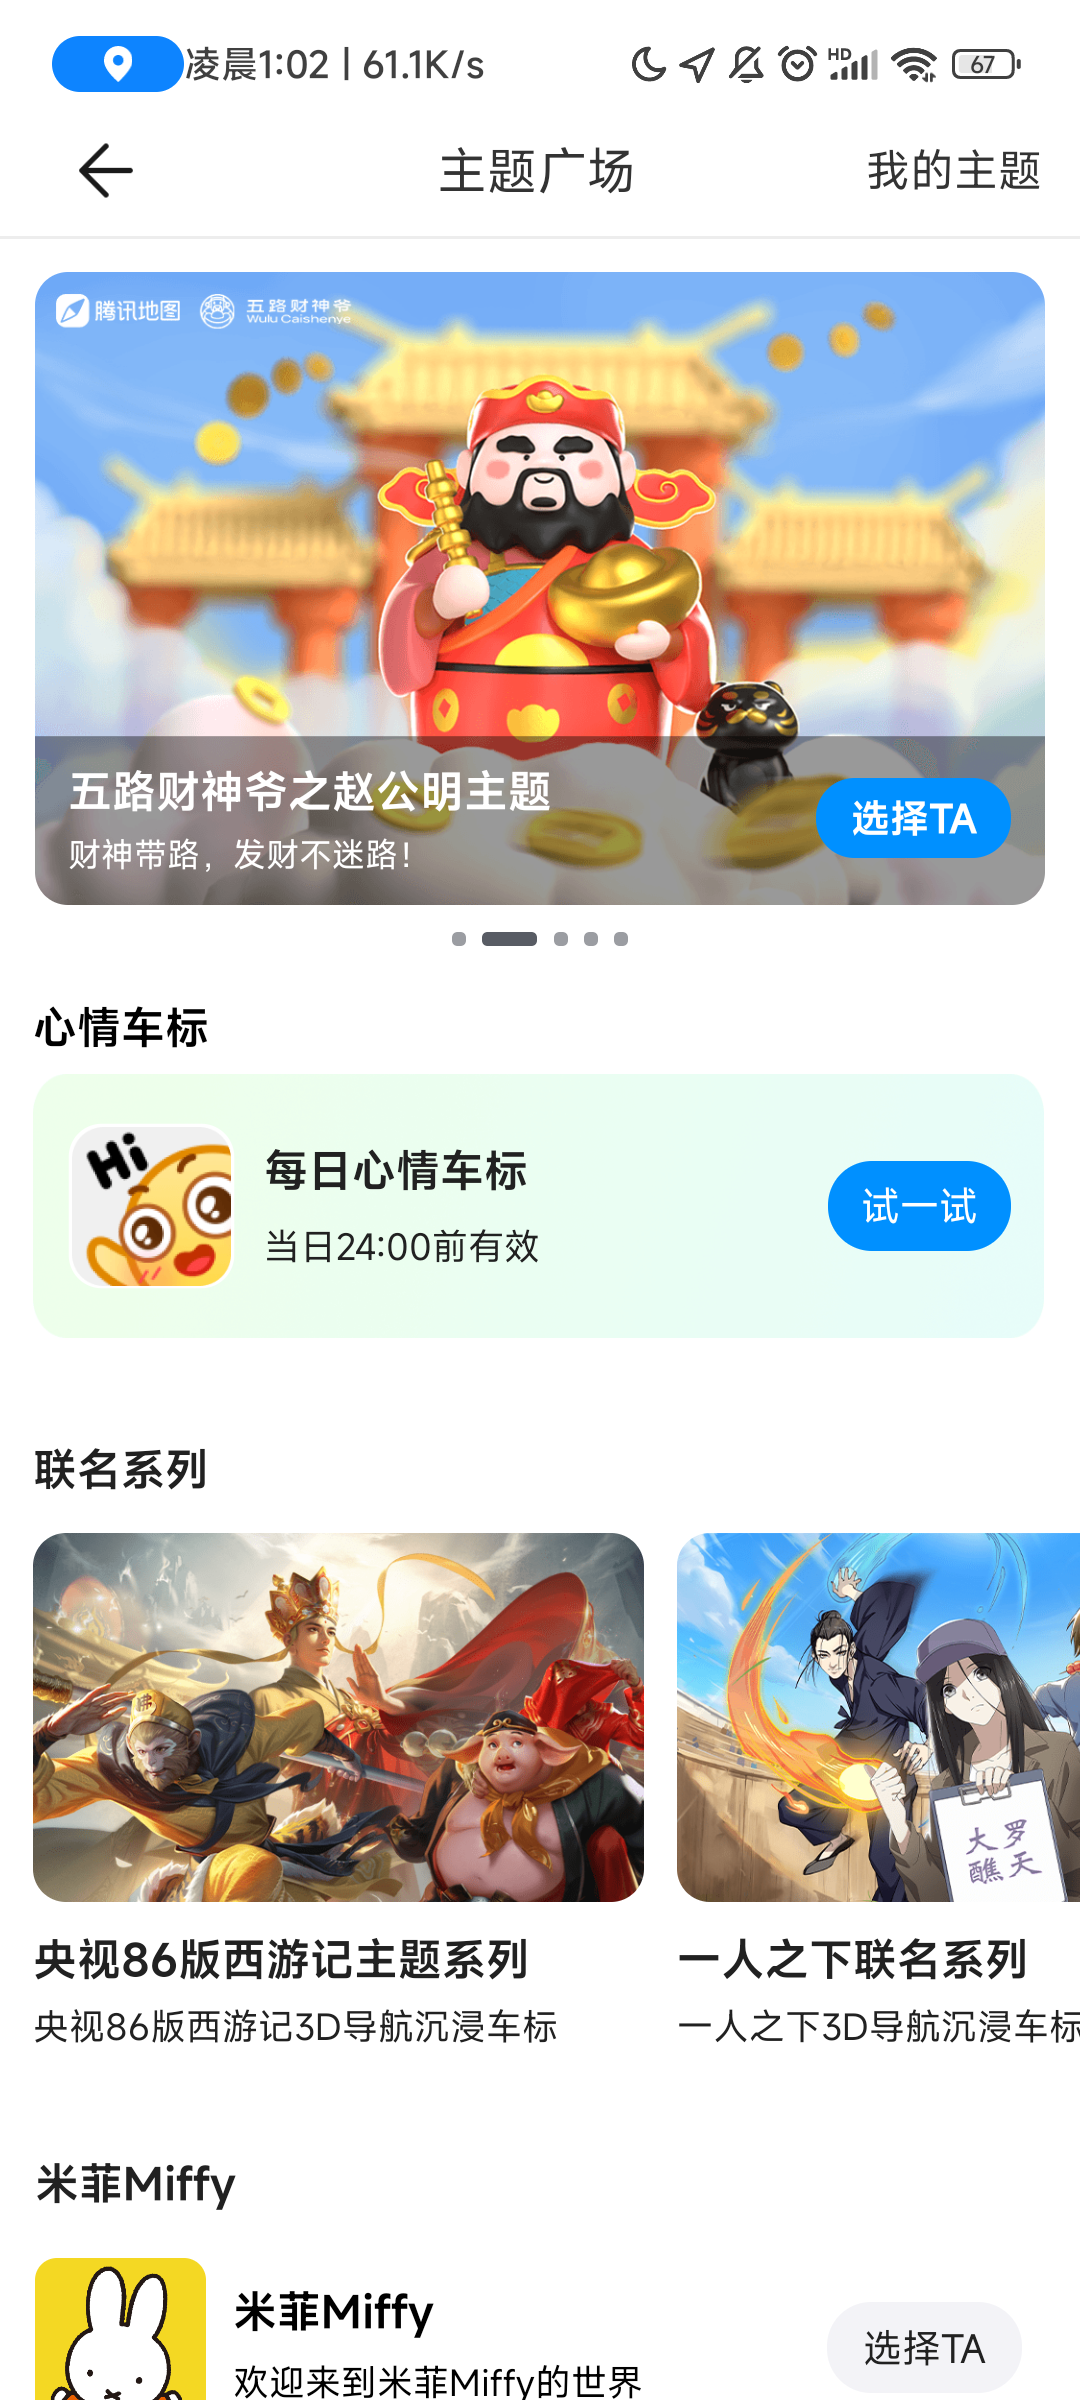 凌晨1:02 | 61.1K/s
HD
67
主题广场
我的主题
腾讯地图
五路财神爷
Wulu Caishenye
五路财神爷之赵公明主题
财神带路，发财不迷路！
选择TA
心情车标
Hi
每日心情车标
当日24:00前有效
试一试
联名系列
佛
罗天
大醮
央视86版西游记主题系列
央视86版西游记3D导航沉浸车标
一人之下联名系列
一人之下3D导航沉浸车标
米菲Miffy
米菲Miffy
欢迎来到米菲Miffy的世界
选择TA